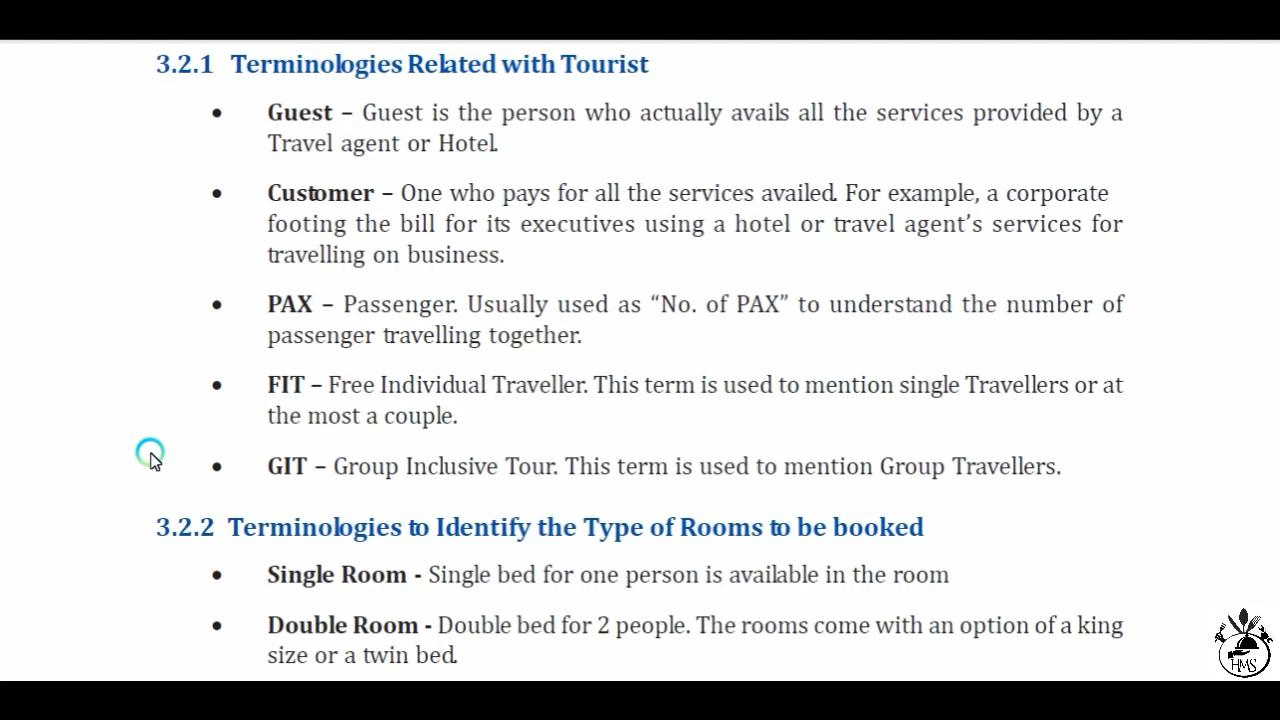 3.2.1 Terminologies Related with Tourist
• Guest – Guest is the person who actually avails all the services provided by a
Travel agent or Hotel.
• Customer – One who pays for all the services availed. For example, a corporate
footing the bill for its executives using a hotel or travel agent's services for
travelling on business.
• PAX – Passenger. Usually used as “No. of PAX” to understand the number of
passenger travelling together.
• FIT – Free Individual Traveller. This term is used to mention single Travellers or at
the most a couple.
• GIT – Group Inclusive Tour. This term is used to mention Group Travellers.
3.2.2 Terminologies to Identify the Type of Rooms to be booked
• Single Room - Single bed for one person is available in the room
• Double Room - Double bed for 2 people. The rooms come with an option of a king
size or a twin bed.
HMS